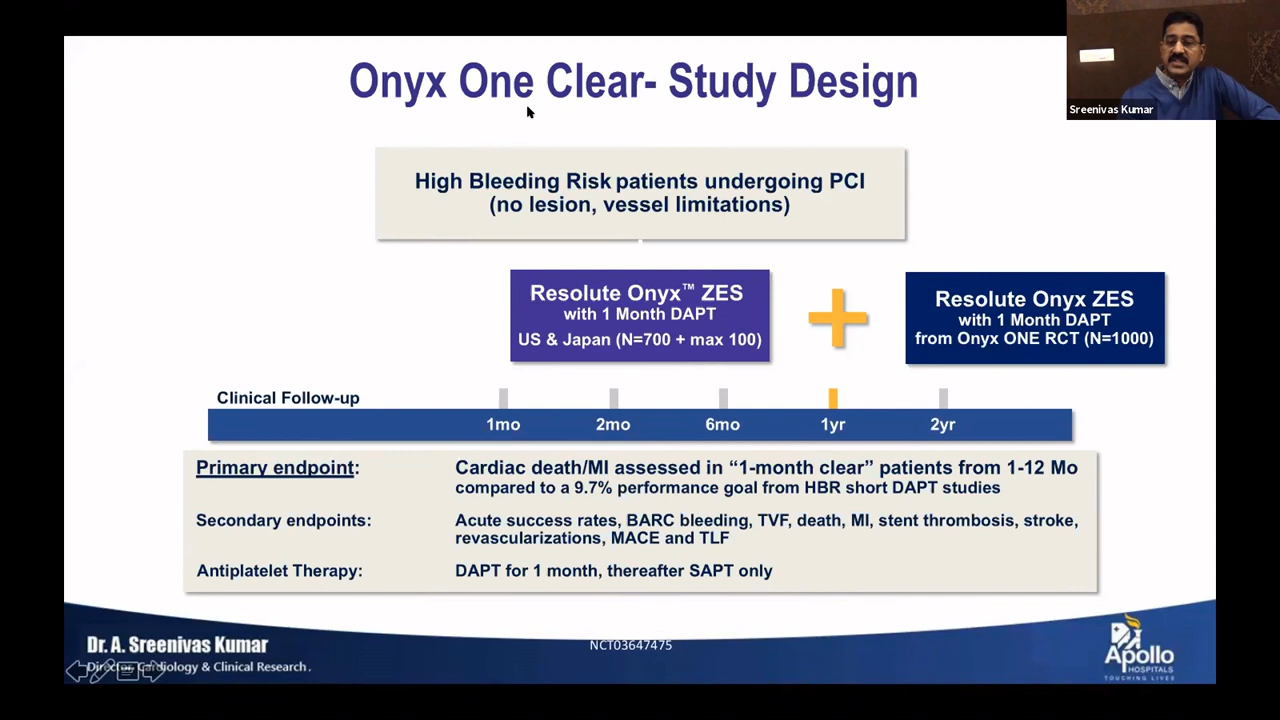 Onyx One Clear- Study Design
Sreenivas Kumar
High Bleeding Risk patients undergoing PCI
(no lesion, vessel limitations)
Resolute Onyx™ ZES
with 1 Month DAPT
US & Japan (N=700 + max 100)
Resolute Onyx ZES
with 1 Month DAPT
from Onyx ONE RCT (N=1000)
Clinical Follow-up
1mo 2mo 6mo 1yr 2yr
Primary endpoint: Cardiac death/MI assessed in “1-month clear” patients from 1-12 Mo
compared to a 9.7% performance goal from HBR short DAPT studies
Secondary endpoints: Acute success rates, BARC bleeding, TVF, death, MI, stent thrombosis, stroke,
revascularizations, MACE and TLF
Antiplatelet Therapy: DAPT for 1 month, thereafter SAPT only
Dr. A. Sreenivas Kumar
Director, Cardiology & Clinical Research .
NCT03647475
Apollo
HOSPITALS
TOUCHING LIVES